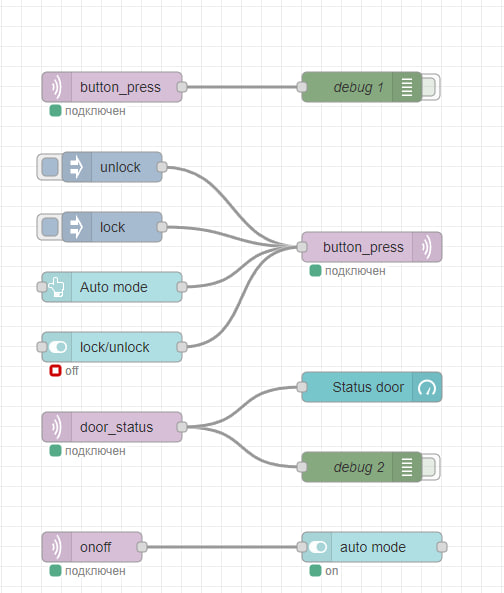 button_press
debug 1
подключен
unlock
lock
button_press
подключен
Auto mode
lock/unlock
off
Status door
door_status
подключен
debug 2
onoff
auto mode
подключен
on